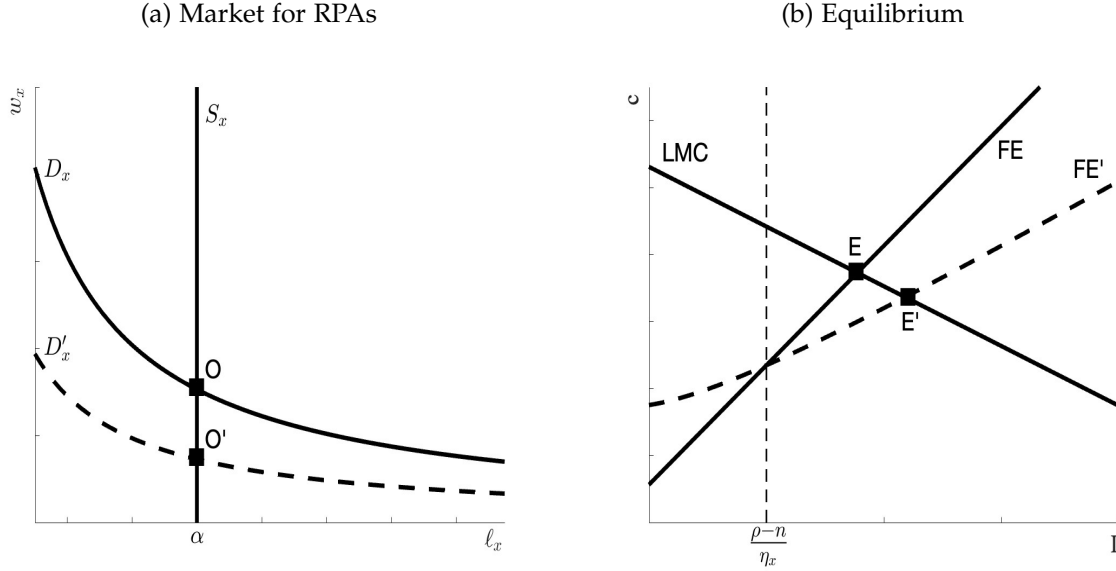 (a) Market for RPAs
w_x
S_x
D_x
D'_x
O
O'
α
ℓ_x
(b) Equilibrium
c
LMC
FE
FE'
E
E'
ρ−n
η_x